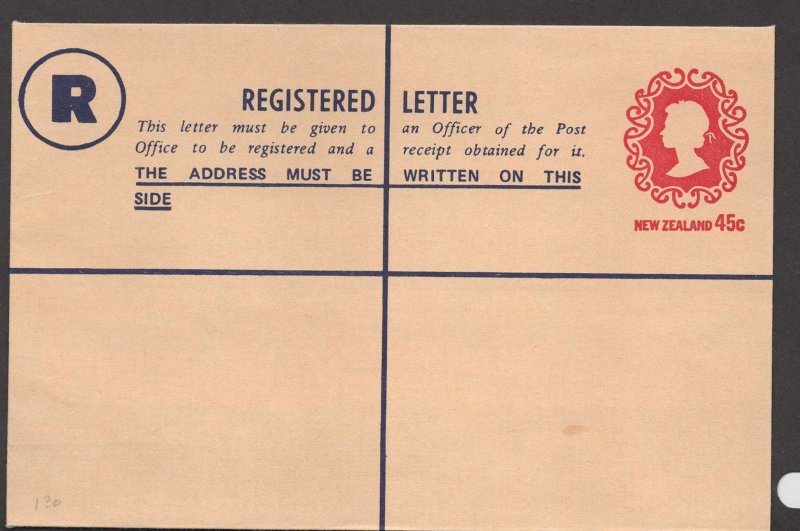 R
REGISTERED LETTER
This letter must be given to an Officer of the Post
Office to be registered and a receipt obtained for it.
THE ADDRESS MUST BE WRITTEN ON THIS
SIDE
NEW ZEALAND 45c
130